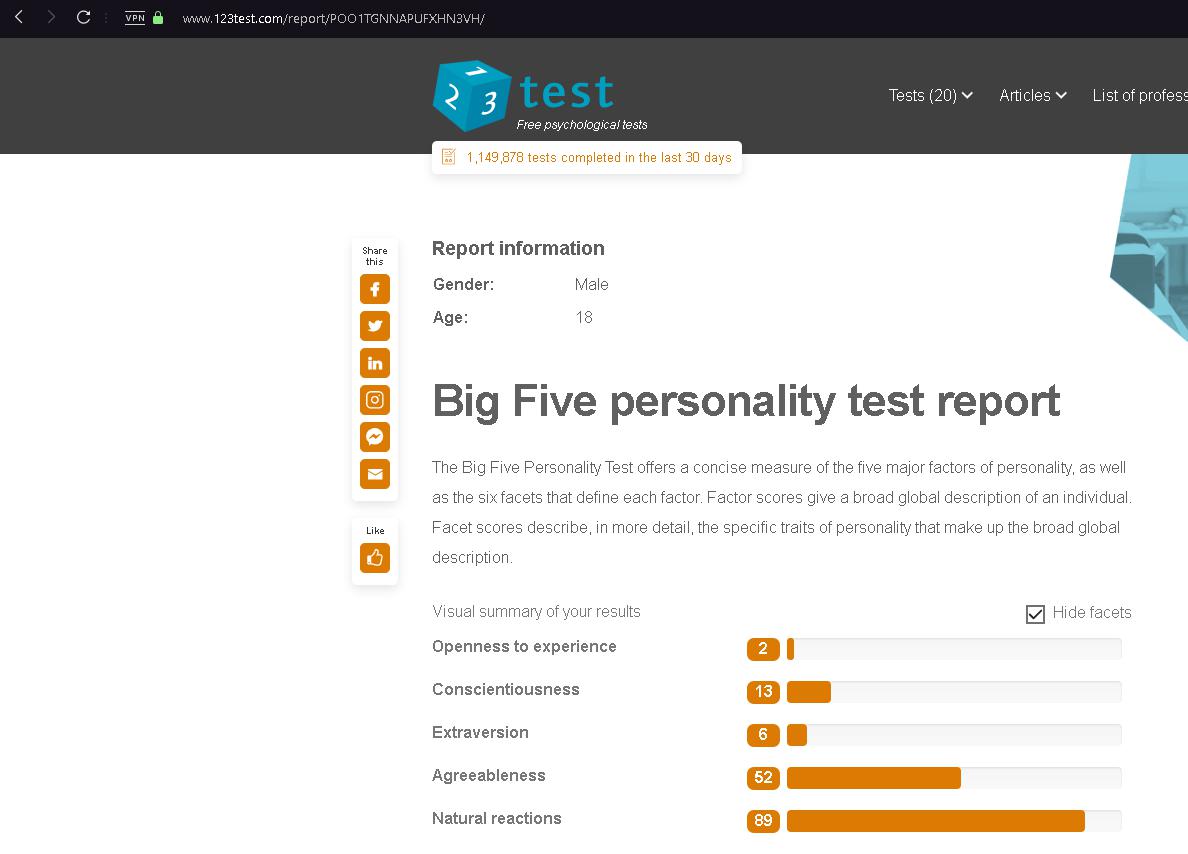 VPN
www.123test.com/report/POO1TGNNAPUFXHN3VH/
1 2 3 test
Free psychological tests
Tests (20)
Articles
List of profess
1,149,878 tests completed in the last 30 days
Share
this
Like
Report information
Gender: Male
Age: 18
Big Five personality test report
The Big Five Personality Test offers a concise measure of the five major factors of personality, as well
as the six facets that define each factor. Factor scores give a broad global description of an individual.
Facet scores describe, in more detail, the specific traits of personality that make up the broad global
description.
Visual summary of your results
Hide facets
Openness to experience 2
Conscientiousness 13
Extraversion 6
Agreeableness 52
Natural reactions 89